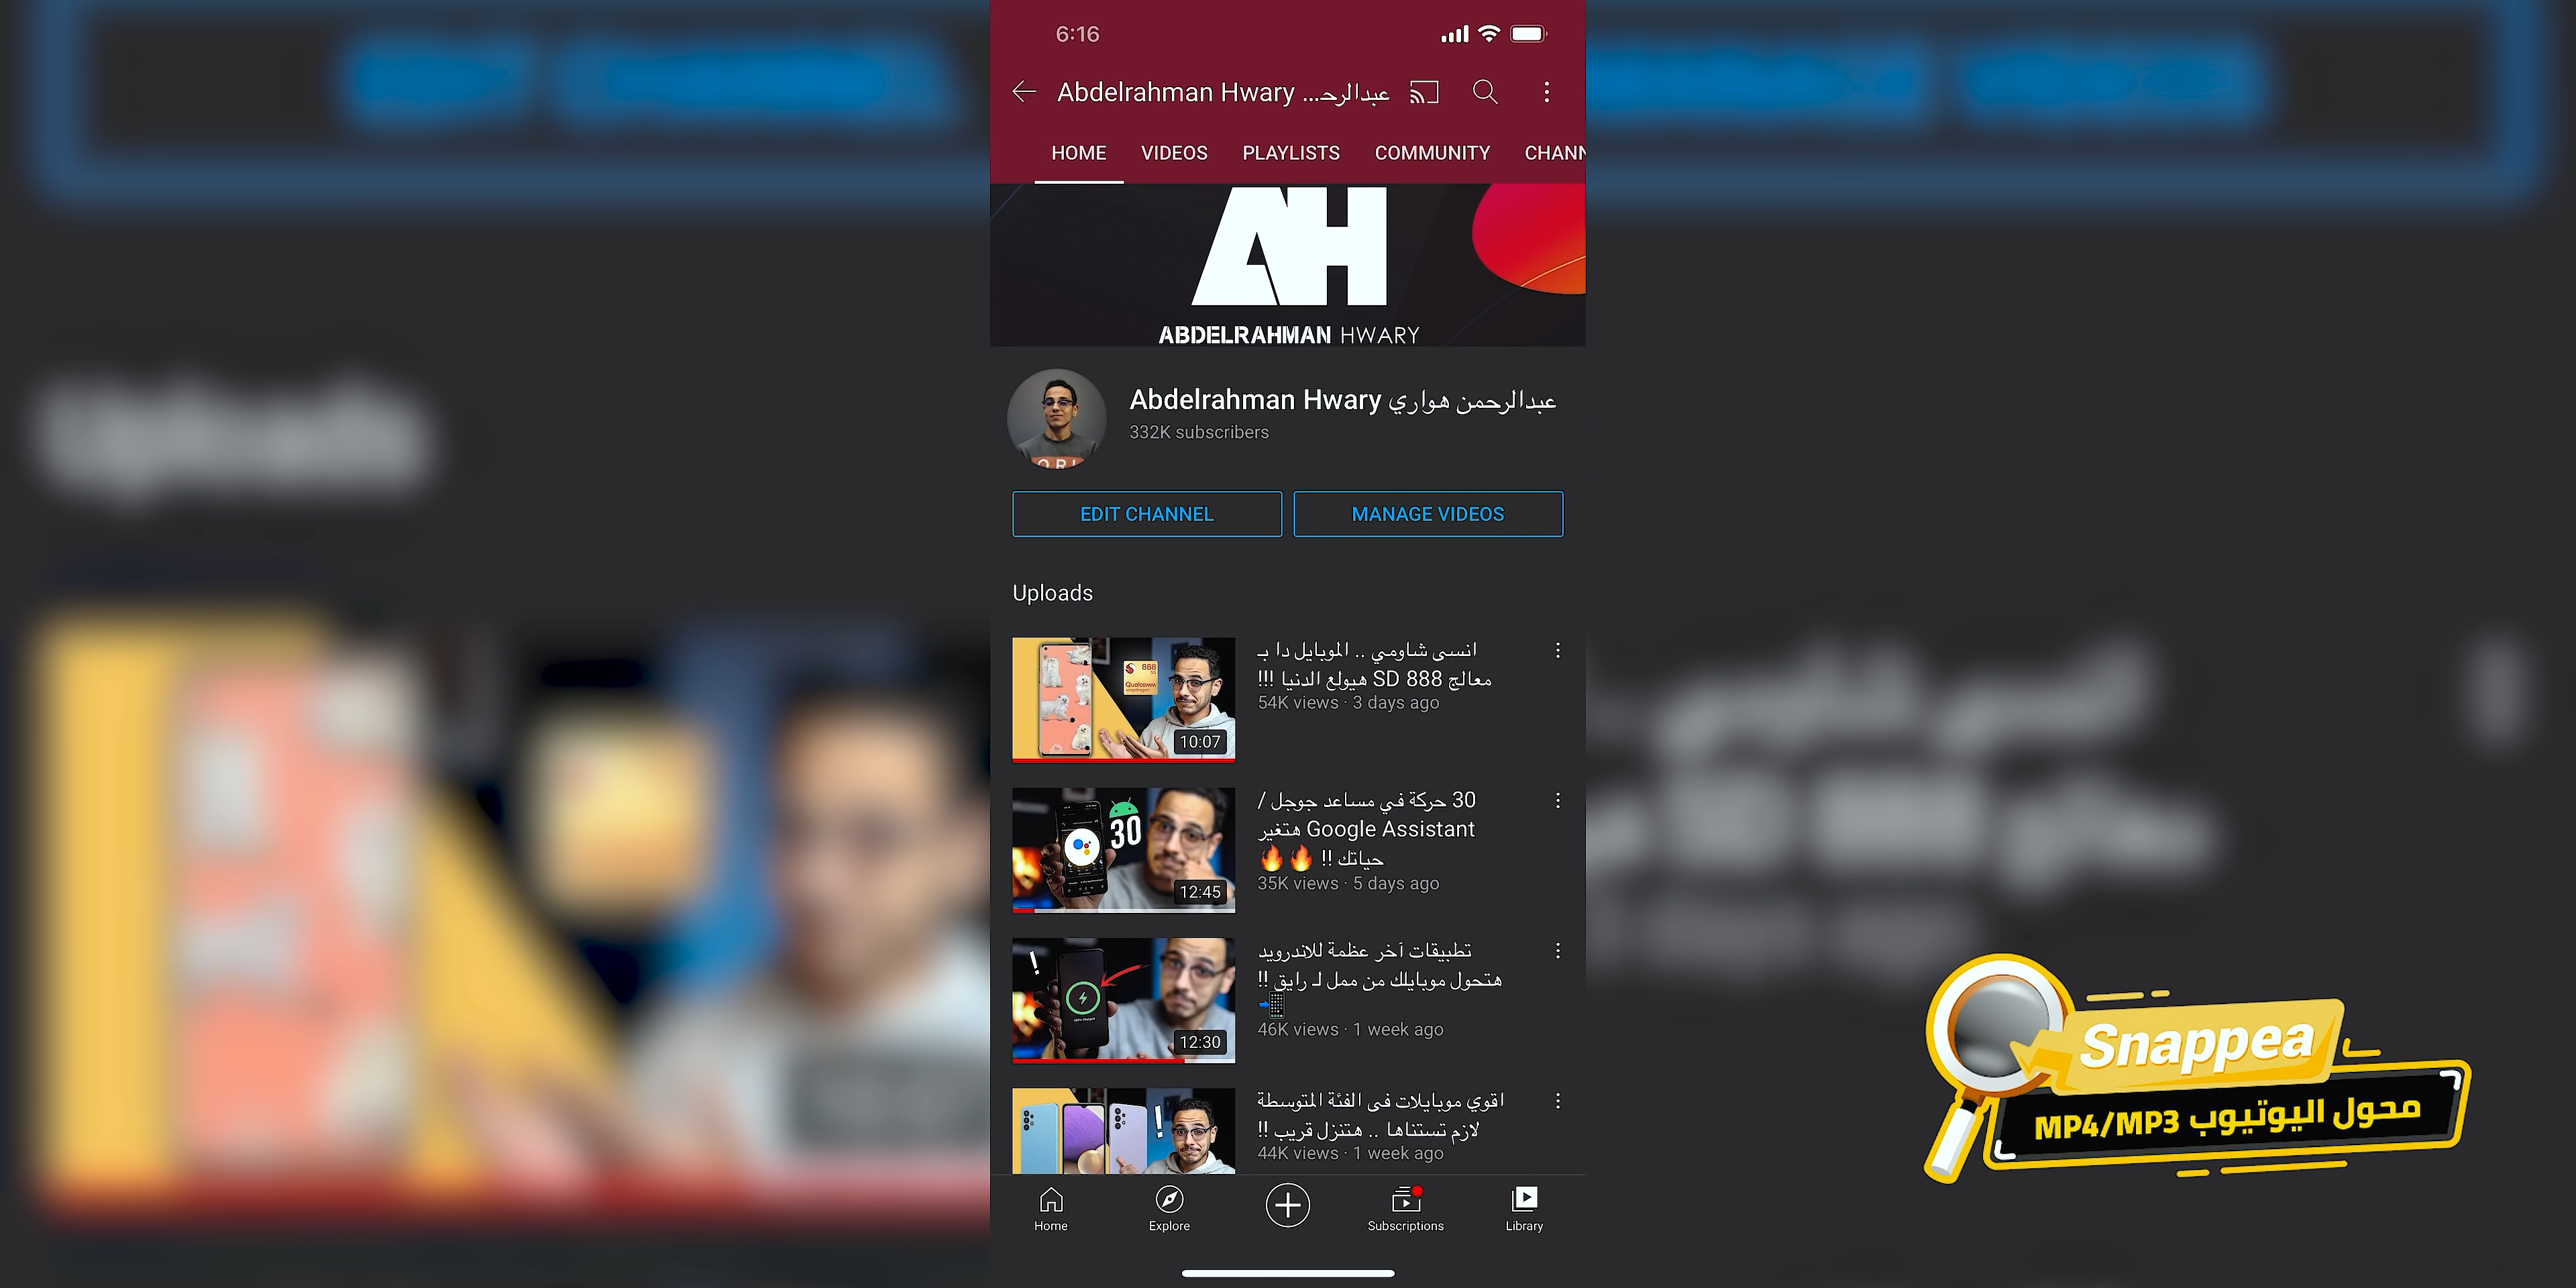 6:16
Abdelrahman Hwary ...عبدالرحـ
HOME VIDEOS PLAYLISTS COMMUNITY CHANN
AH
ABDELRAHMAN HWARY
Abdelrahman Hwary عبدالرحمن هواري
332K subscribers
EDIT CHANNEL MANAGE VIDEOS
Uploads
انسى شاومي .. الموبايل دا بـ
معالج SD 888 هيولع الدنيا !!!
54K views · 3 days ago
888
Qualcomm
snapdragon
10:07
30 حركة في مساعد جوجل /
Google Assistant هتغير
حياتك !! 🔥🔥
35K views · 5 days ago
30
12:45
تطبيقات آخر عظمة للاندرويد
هتحول موبايلك من ممل لـ رايق !!
📲
46K views · 1 week ago
!
12:30
اقوي موبايلات فى الفئة المتوسطة
لازم تستناها .. هتنزل قريب !!
44K views · 1 week ago
!
Home Explore Subscriptions Library
Uploads
Snappea
محول اليوتيوب MP4/MP3